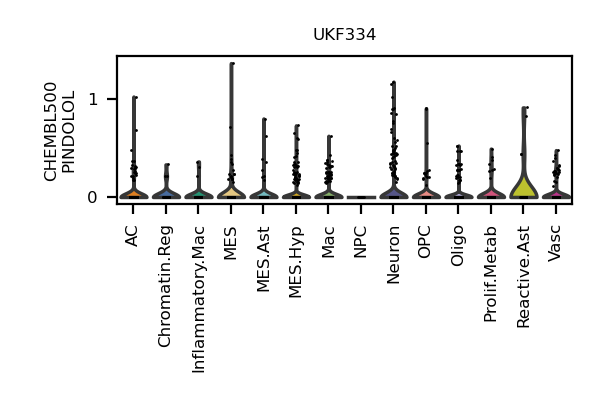 UKF334
CHEMBL500
PINDOLOL
1
0
AC
Chromatin.Reg
Inflammatory.Mac
MES
MES.Ast
MES.Hyp
Mac
NPC
Neuron
OPC
Oligo
Prolif.Metab
Reactive.Ast
Vasc